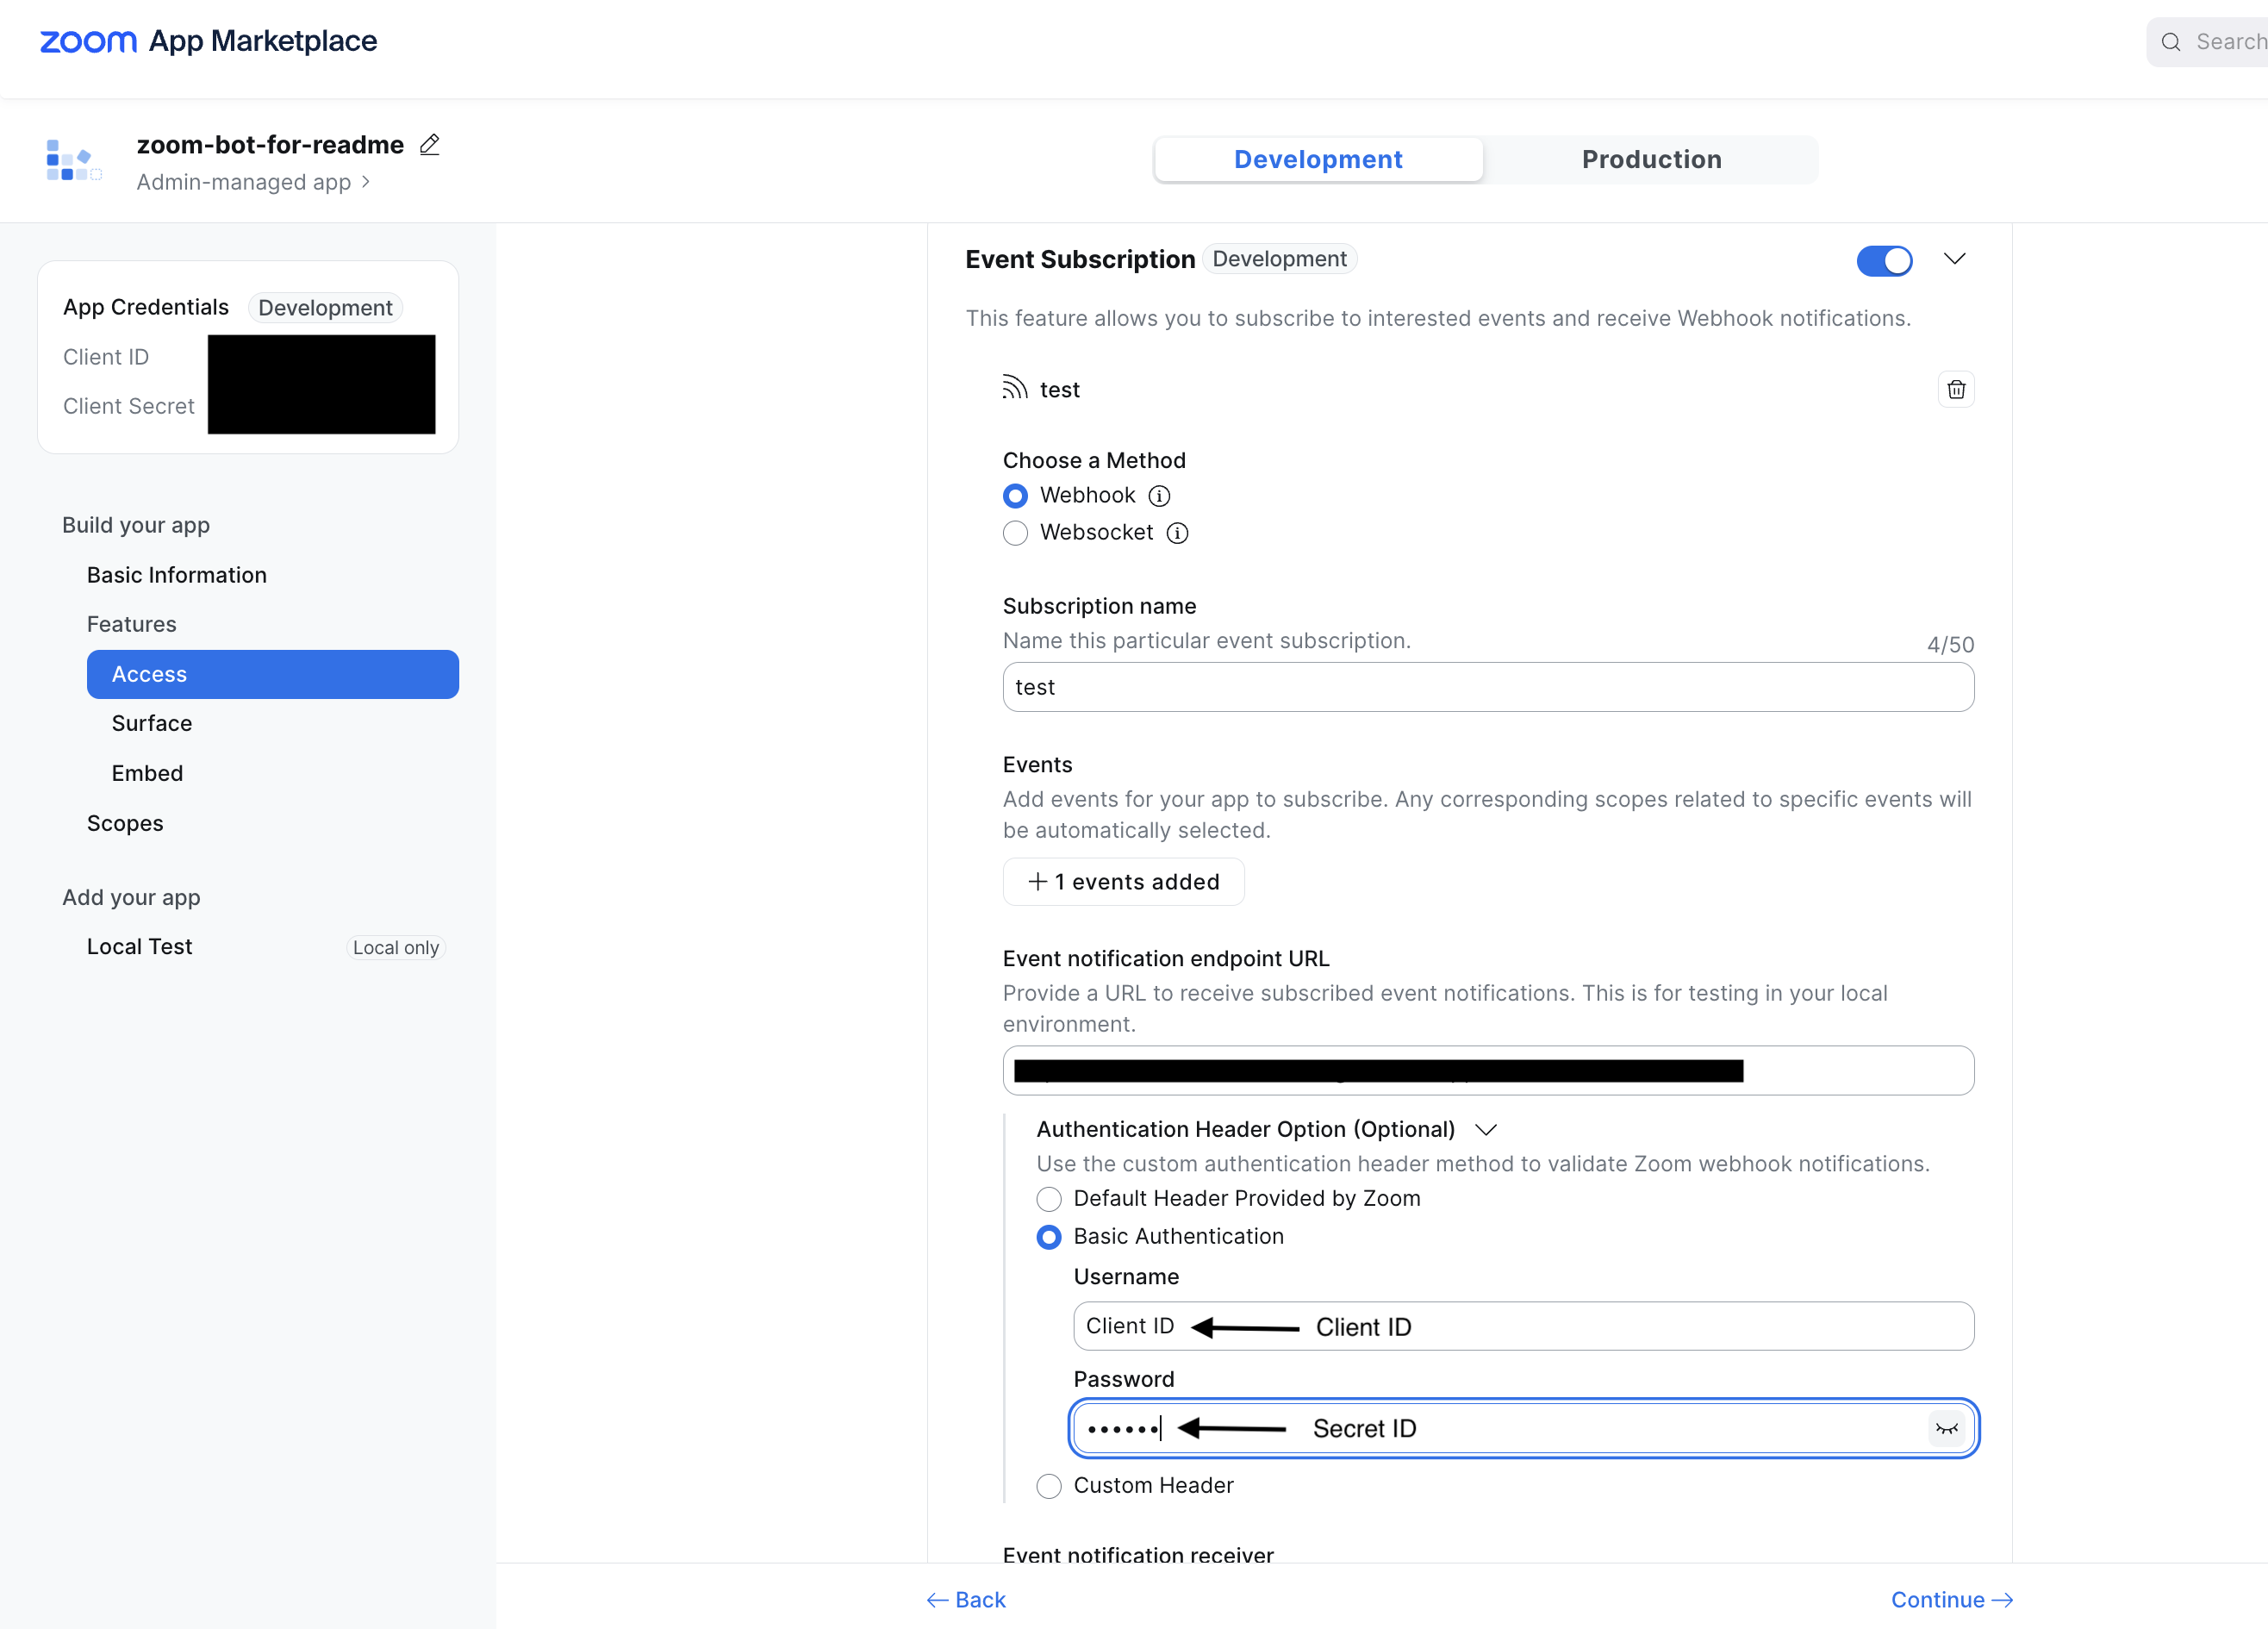 zoom App Marketplace
Search
zoom-bot-for-readme
Admin-managed app
Development
Production
App Credentials Development
Client ID
Client Secret
Build your app
Basic Information
Features
Access
Surface
Embed
Scopes
Add your app
Local Test Local only
Event Subscription Development
This feature allows you to subscribe to interested events and receive Webhook notifications.
test
Choose a Method
Webhook
Websocket
Subscription name
Name this particular event subscription. 4/50
test
Events
Add events for your app to subscribe. Any corresponding scopes related to specific events will
be automatically selected.
+ 1 events added
Event notification endpoint URL
Provide a URL to receive subscribed event notifications. This is for testing in your local
environment.
Authentication Header Option (Optional)
Use the custom authentication header method to validate Zoom webhook notifications.
Default Header Provided by Zoom
Basic Authentication
Username
Client ID Client ID
Password
•••••• Secret ID
Custom Header
Event notification receiver
Back
Continue